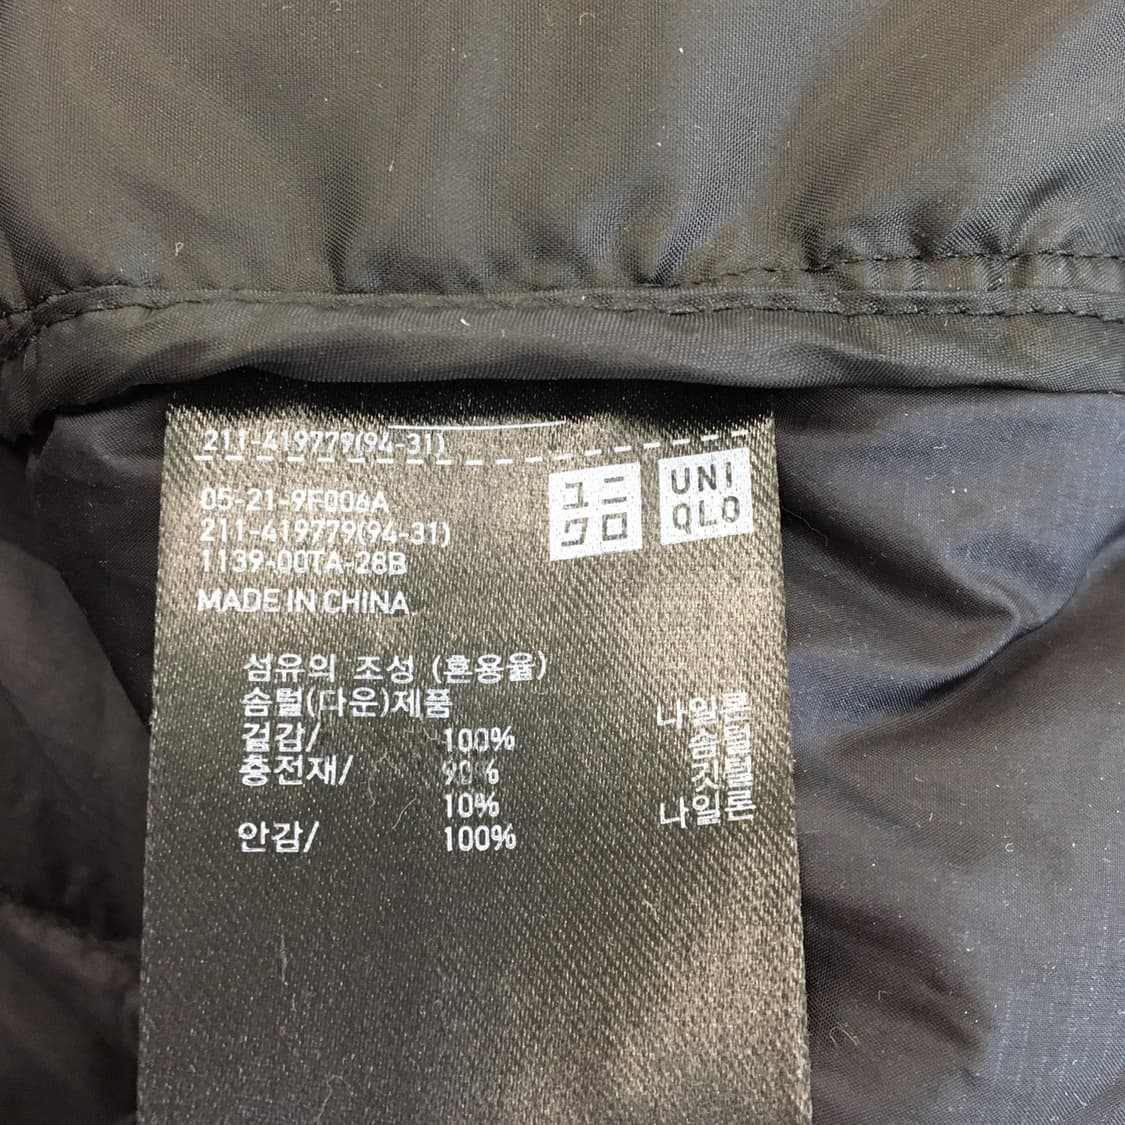 211-419779(94-31)
05-21-9F006A
211-419779(94-31)
1139-00TA-28B
MADE IN CHINA
ユニ
クロ
UNI
QLO
섬유의 조성 (혼용율)
솜털(다운)제품
겉감/ 100% 나일론
충전재/ 90% 솜털
10% 깃털
안감/ 100% 나일론